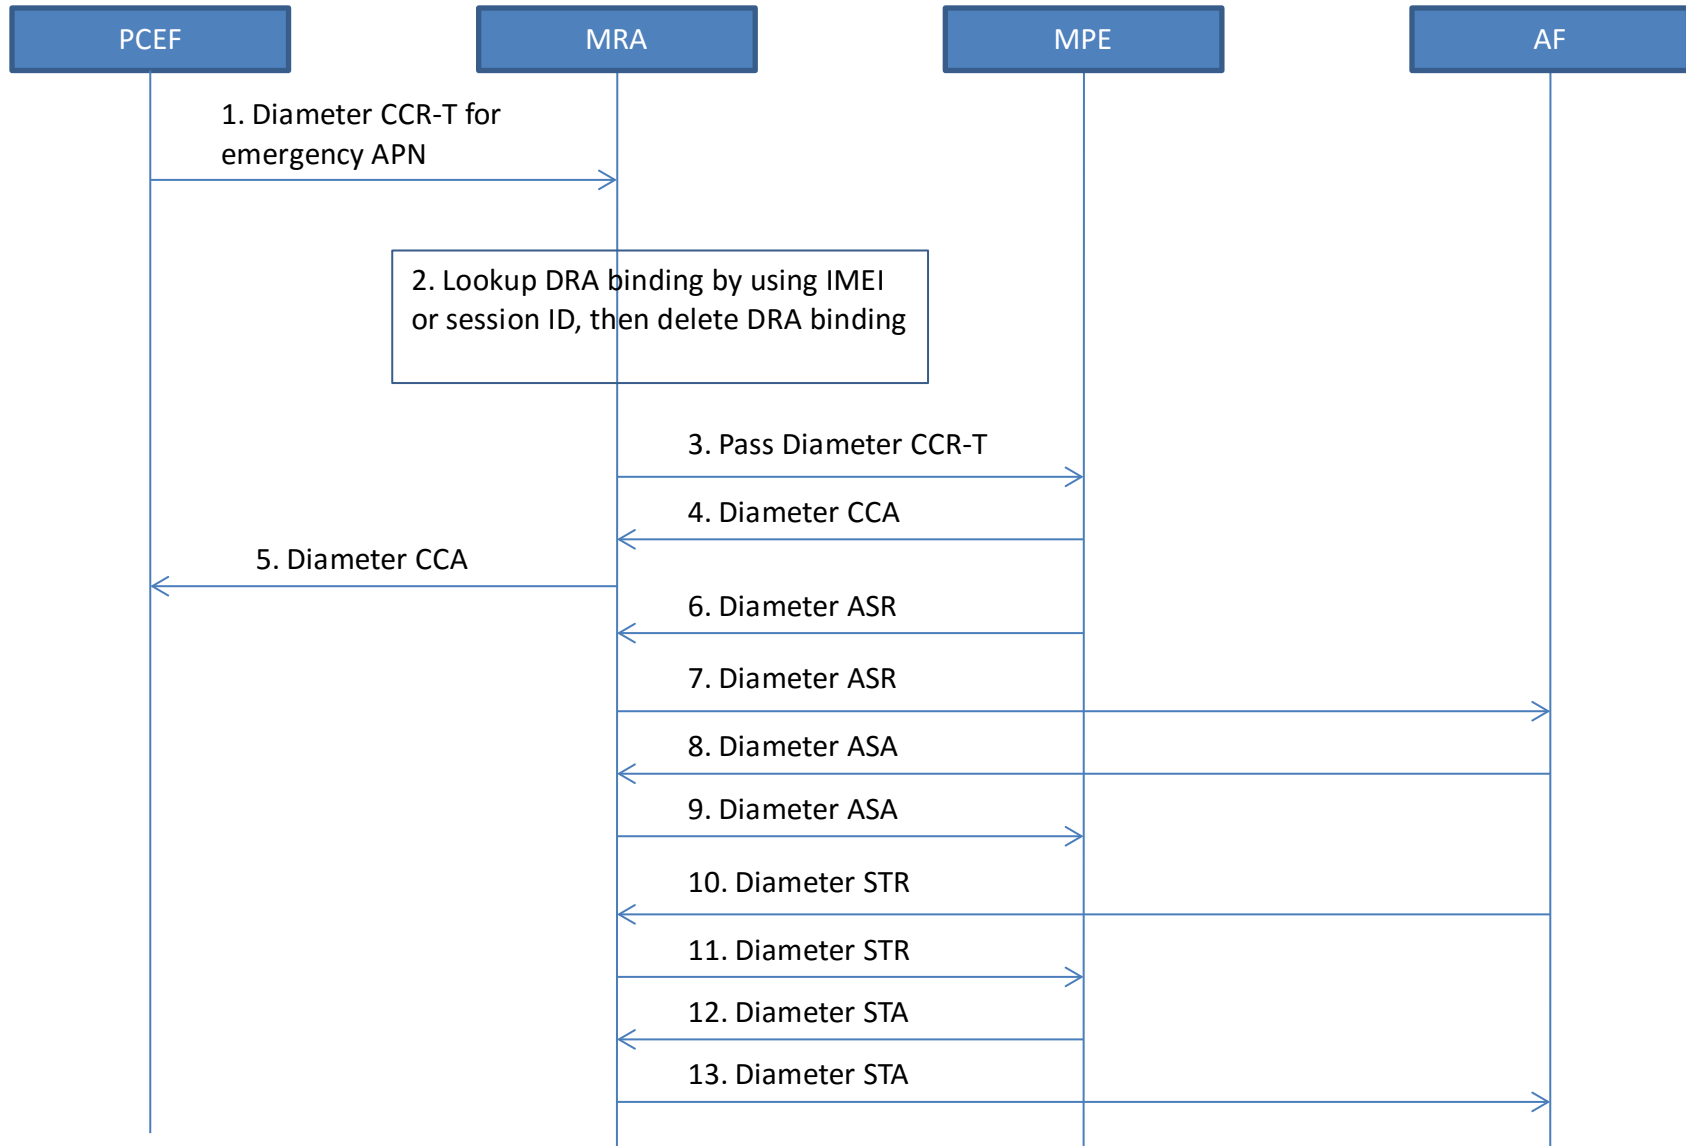 PCEF
MRA
MPE
AF
1. Diameter CCR-T for
emergency APN
2. Lookup DRA binding by using IMEI
or session ID, then delete DRA binding
3. Pass Diameter CCR-T
4. Diameter CCA
5. Diameter CCA
6. Diameter ASR
7. Diameter ASR
8. Diameter ASA
9. Diameter ASA
10. Diameter STR
11. Diameter STR
12. Diameter STA
13. Diameter STA